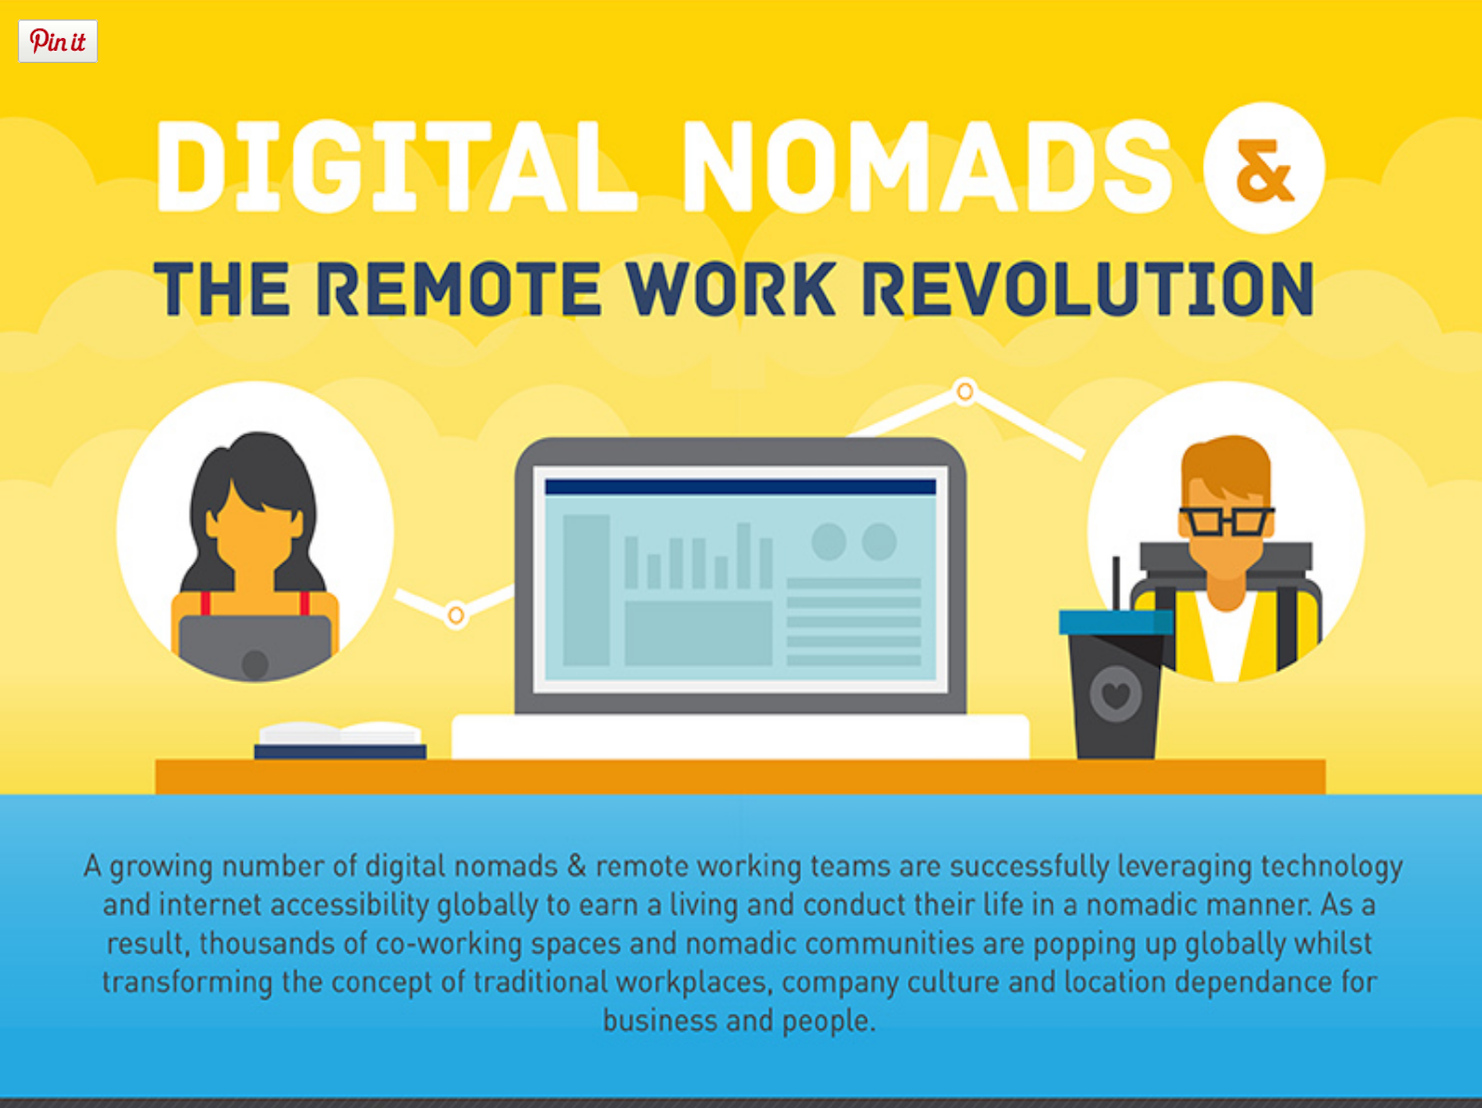 Pin it
DIGITAL NOMADS &
THE REMOTE WORK REVOLUTION
A growing number of digital nomads & remote working teams are successfully leveraging technology
and internet accessibility globally to earn a living and conduct their life in a nomadic manner. As a
result, thousands of co-working spaces and nomadic communities are popping up globally whilst
transforming the concept of traditional workplaces, company culture and location dependance for
business and people.